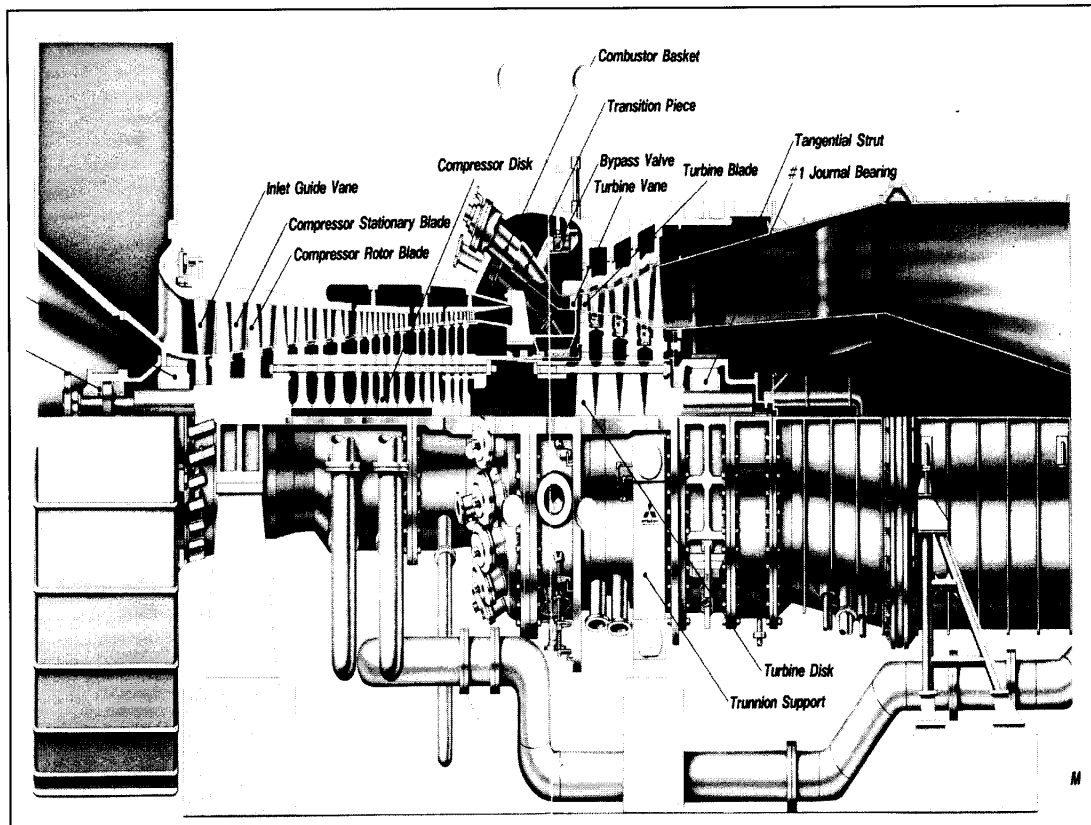 Combustor Basket
Transition Piece
Tangential Strut
Compressor Disk
Bypass Valve
Turbine Blade
#1 Journal Bearing
Turbine Vane
Inlet Guide Vane
Compressor Stationary Blade
Compressor Rotor Blade
Turbine Disk
Trunnion Support
M